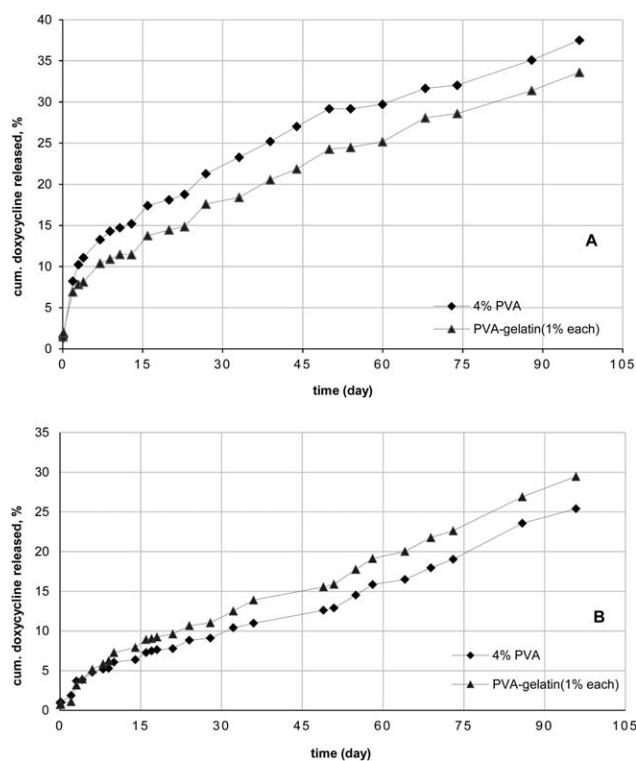 40
35
30
25
20
15
10
5
0
cum. doxycycline released, %
A
4% PVA
PVA-gelatin(1% each)
0 15 30 45 60 75 90 105
time (day)
35
30
25
20
15
10
5
0
cum. doxycycline released, %
B
4% PVA
PVA-gelatin(1% each)
0 15 30 45 60 75 90 105
time (day)